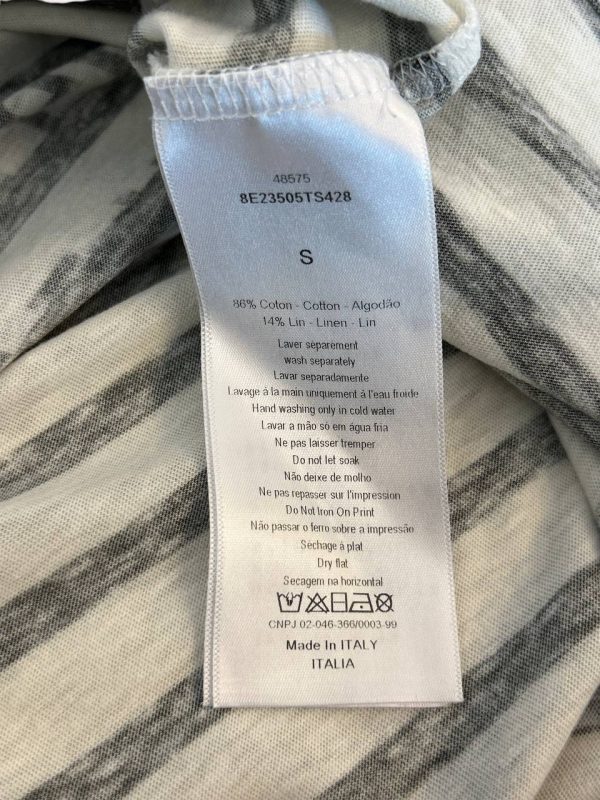 48575
8E23505TS428
S
86% Coton - Cotton - Algodão
14% Lin - Linen - Lin
Laver separement
wash separately
Lavar separadamente
Lavage à la main uniquement à l'eau froide
Hand washing only in cold water
Lavar a mão só em água fria
Ne pas laisser tremper
Do not let soak
Não deixe de molho
Ne pas repasser sur l'impression
Do Not Iron On Print
Não passar o ferro sobre a impressão
Séchage à plat
Dry flat
Secagem na horizontal
CNPJ 02-046-366/0003-99
Made In ITALY
ITALIA